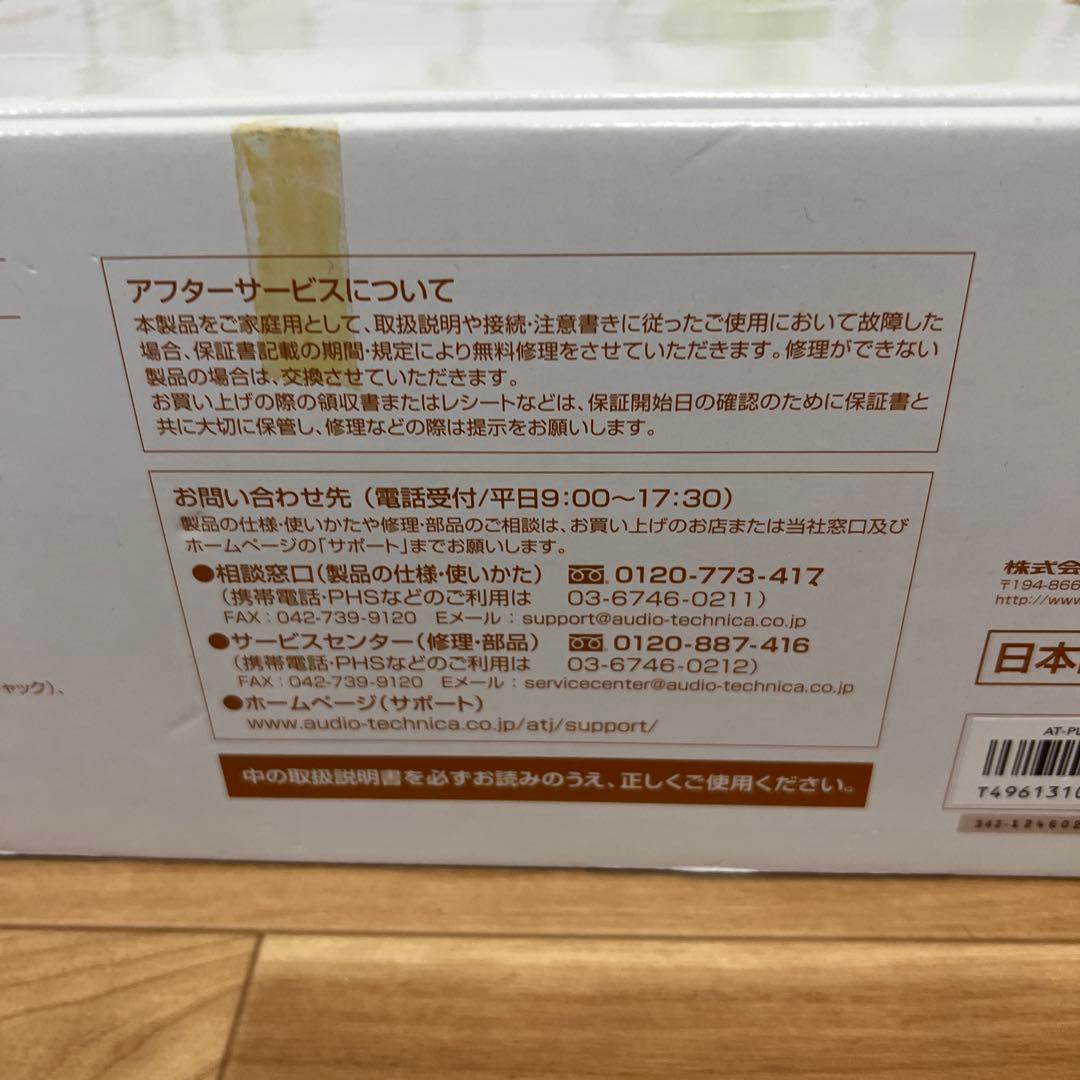 アフターサービスについて
本製品をご家庭用として、取扱説明や接続・注意書きに従ったご使用において故障した
場合、保証書記載の期間・規定により無料修理をさせていただきます。修理ができない
製品の場合は、交換させていただきます。
お買い上げの際の領収書またはレシートなどは、保証開始日の確認のために保証書と
共に大切に保管し、修理などの際は提示をお願いします。
お問い合わせ先(電話受付/平日9:00〜17:30)
製品の仕様・使いかたや修理・部品のご相談は、お買い上げのお店または当社窓口及び
ホームページの「サポート」までお願いします。
●相談窓口(製品の仕様・使いかた) 0120-773-417
(携帯電話・PHSなどのご利用は 03-6746-0211)
FAX:042-739-9120 Eメール:support@audio-technica.co.jp
●サービスセンター(修理・部品) 0120-887-416
(携帯電話・PHSなどのご利用は 03-6746-0212)
FAX:042-739-9120 Eメール:servicecenter@audio-technica.co.jp
●ホームページ(サポート)
www.audio-technica.co.jp/atj/support/
中の取扱説明書を必ずお読みのうえ、正しくご使用ください。
ャック)、
株式会
〒194-866
http://www
日本
AT-PL
T4961310
342-124602